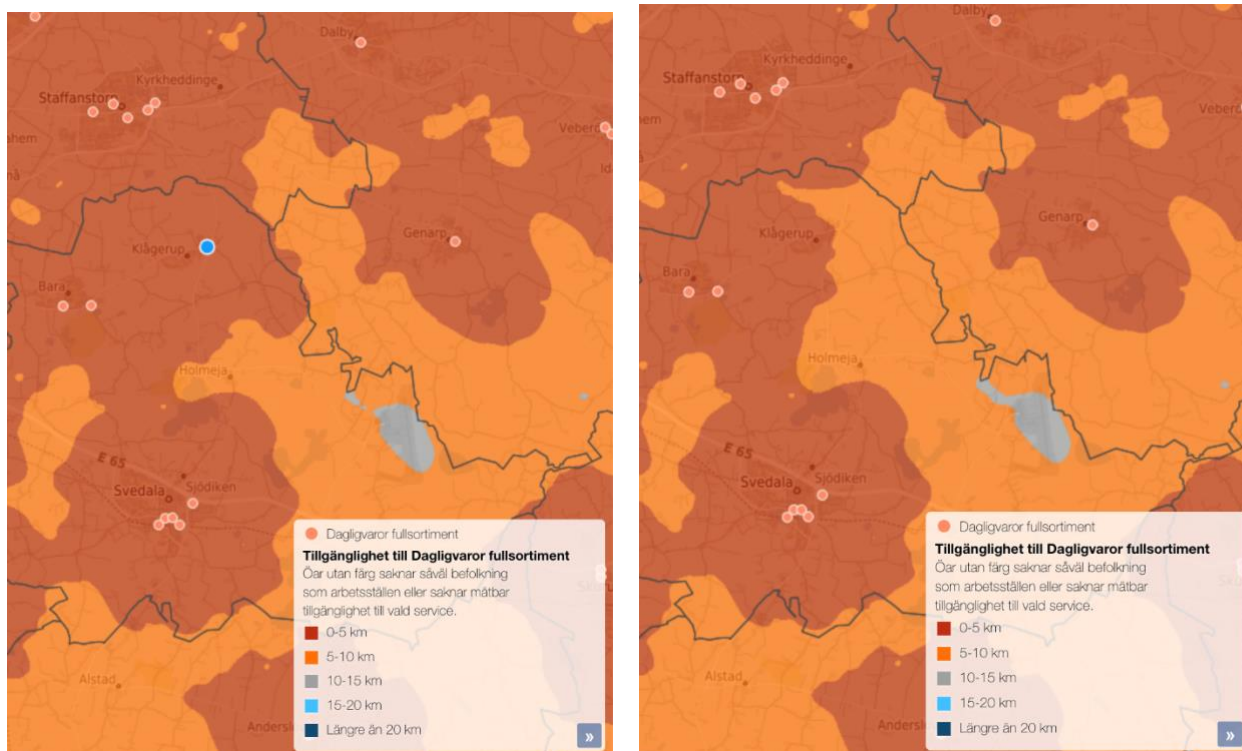 Dalby
Kyrkheddinge
Staffanstorp
Veber
Klågerup
Genarp
Bara
Holmeja
E 65
Svedala
Sjödiken
Alstad
Anders
Dagligvaror fullsortiment
Tillgänglighet till Dagligvaror fullsortiment
Öar utan färg saknar såväl befolkning
som arbetsställen eller saknar mätbar
tillgänglighet till vald service.
0-5 km
5-10 km
10-15 km
15-20 km
Längre än 20 km
»
Dalby
Kyrkheddinge
Staffanstorp
Klågerup
Genarp
Bara
Holmeja
E 65
Svedala
Sjödiken
Alstad
Anderslö
Dagligvaror fullsortiment
Tillgänglighet till Dagligvaror fullsortiment
Öar utan färg saknar såväl befolkning
som arbetsställen eller saknar mätbar
tillgänglighet till vald service.
0-5 km
5-10 km
10-15 km
15-20 km
Längre än 20 km
»